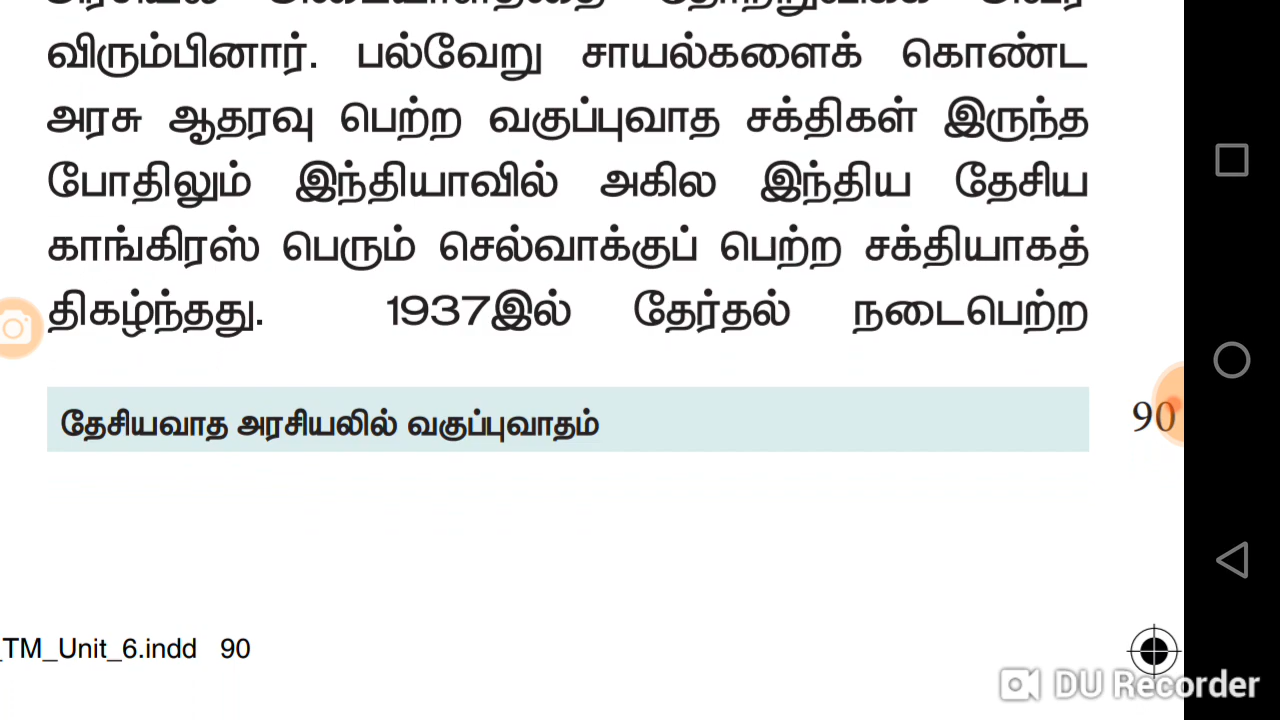 விரும்பினார். பல்வேறு சாயல்களைக் கொண்ட
அரசு ஆதரவு பெற்ற வகுப்புவாத சக்திகள் இருந்த
போதிலும் இந்தியாவில் அகில இந்திய தேசிய
காங்கிரஸ் பெரும் செல்வாக்குப் பெற்ற சக்தியாகத்
திகழ்ந்தது. 1937இல் தேர்தல் நடைபெற்ற
தேசியவாத அரசியலில் வகுப்புவாதம்
90
_TM_Unit_6.indd 90
DU Recorder